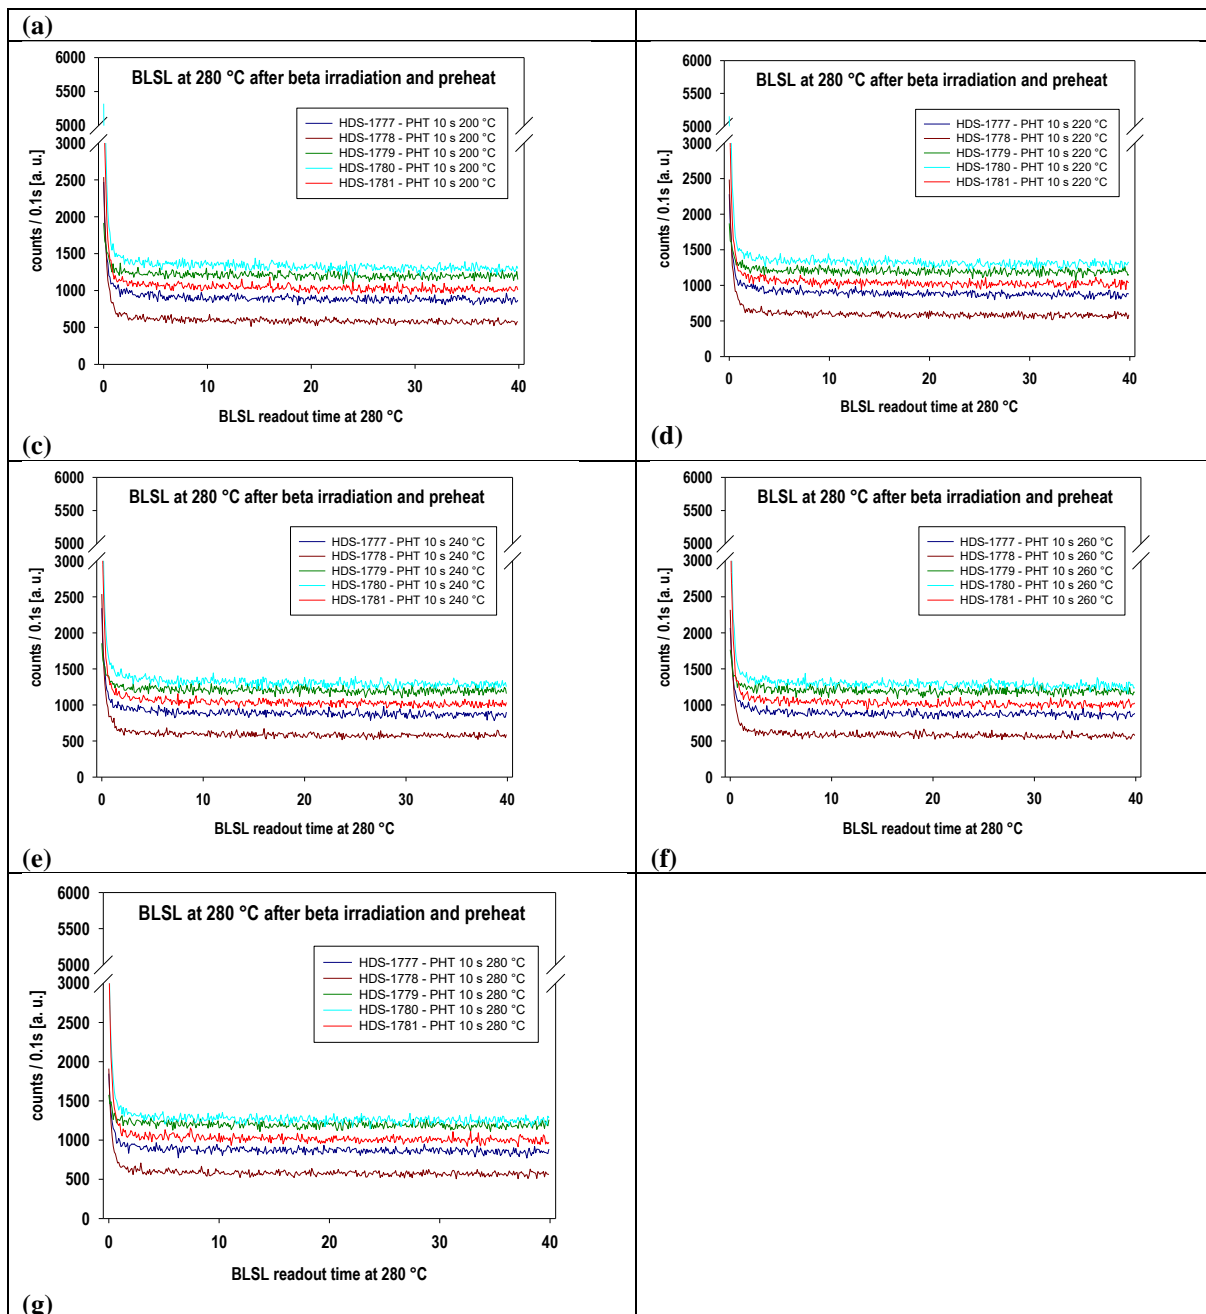 (a)
6000
5500
5000
3000
2500
2000
1500
1000
500
0
counts / 0.1s [a. u.]
BLSL at 280 °C after beta irradiation and preheat
HDS-1777 - PHT 10 s 200 °C
HDS-1778 - PHT 10 s 200 °C
HDS-1779 - PHT 10 s 200 °C
HDS-1780 - PHT 10 s 200 °C
HDS-1781 - PHT 10 s 200 °C
0 10 20 30 40
BLSL readout time at 280 °C
(c)
6000
5500
5000
3000
2500
2000
1500
1000
500
0
counts / 0.1s [a. u.]
BLSL at 280 °C after beta irradiation and preheat
HDS-1777 - PHT 10 s 220 °C
HDS-1778 - PHT 10 s 220 °C
HDS-1779 - PHT 10 s 220 °C
HDS-1780 - PHT 10 s 220 °C
HDS-1781 - PHT 10 s 220 °C
0 10 20 30 40
BLSL readout time at 280 °C
(d)
6000
5500
5000
3000
2500
2000
1500
1000
500
0
counts / 0.1s [a. u.]
BLSL at 280 °C after beta irradiation and preheat
HDS-1777 - PHT 10 s 240 °C
HDS-1778 - PHT 10 s 240 °C
HDS-1779 - PHT 10 s 240 °C
HDS-1780 - PHT 10 s 240 °C
HDS-1781 - PHT 10 s 240 °C
0 10 20 30 40
BLSL readout time at 280 °C
(e)
6000
5500
5000
3000
2500
2000
1500
1000
500
0
counts / 0.1s [a. u.]
BLSL at 280 °C after beta irradiation and preheat
HDS-1777 - PHT 10 s 260 °C
HDS-1778 - PHT 10 s 260 °C
HDS-1779 - PHT 10 s 260 °C
HDS-1780 - PHT 10 s 260 °C
HDS-1781 - PHT 10 s 260 °C
0 10 20 30 40
BLSL readout time at 280 °C
(f)
6000
5500
5000
3000
2500
2000
1500
1000
500
0
counts / 0.1s [a. u.]
BLSL at 280 °C after beta irradiation and preheat
HDS-1777 - PHT 10 s 280 °C
HDS-1778 - PHT 10 s 280 °C
HDS-1779 - PHT 10 s 280 °C
HDS-1780 - PHT 10 s 280 °C
HDS-1781 - PHT 10 s 280 °C
0 10 20 30 40
BLSL readout time at 280 °C
(g)